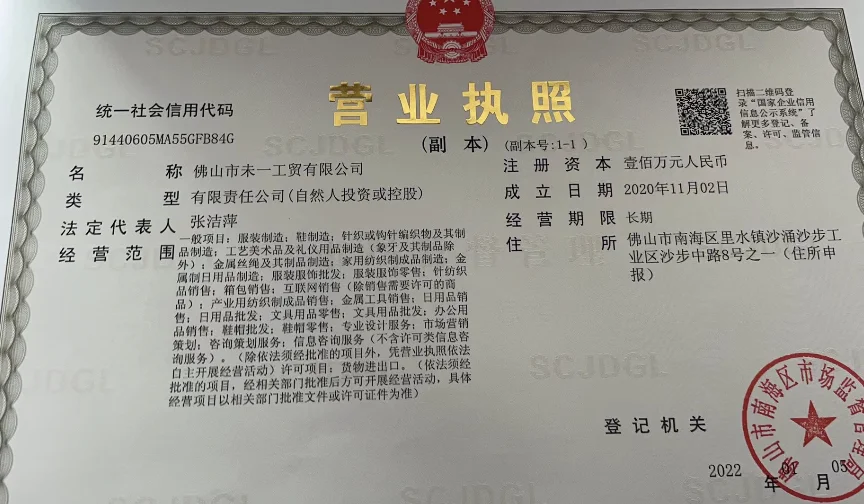 统一社会信用代码
91440605MA55GFB84G
营业执照
(副 本) (副本号:1-1 )
扫描二维码登
录“国家企业信用
信息公示系统”了
解更多登记、备
案、许可、监管信
息。
名 称 佛山市未一工贸有限公司
类 型 有限责任公司(自然人投资或控股)
法定代表人 张洁萍
经营范围 一般项目:服装制造;鞋制造;针织或钩针编织物及其制
品制造;工艺美术品及礼仪用品制造(象牙及其制品除
外);金属丝绳及其制品制造;家用纺织制成品制造;金
属制日用品制造;服装服饰批发;服装服饰零售;针纺织
品销售;箱包销售;互联网销售(除销售需要许可的商
品);产业用纺织制成品销售;金属工具销售;日用品销
售;日用品批发;文具用品零售;文具用品批发;办公用
品销售;鞋帽批发;鞋帽零售;专业设计服务;市场营销
策划;咨询策划服务;信息咨询服务(不含许可类信息咨
询服务)。(除依法须经批准的项目外,凭营业执照依法
自主开展经营活动)许可项目:货物进出口。(依法须经
批准的项目,经相关部门批准后方可开展经营活动,具体
经营项目以相关部门批准文件或许可证件为准)
注册资本 壹佰万元人民币
成立日期 2020年11月02日
经营期限 长期
住 所 佛山市南海区里水镇沙涌沙步工
业区沙步中路8号之一(住所申
报)
登记机关
佛山市南海区市场监督管理局
2022 年 01 月 05
SCJDGL
SCJDGL
SCJDGL
SCJDGL